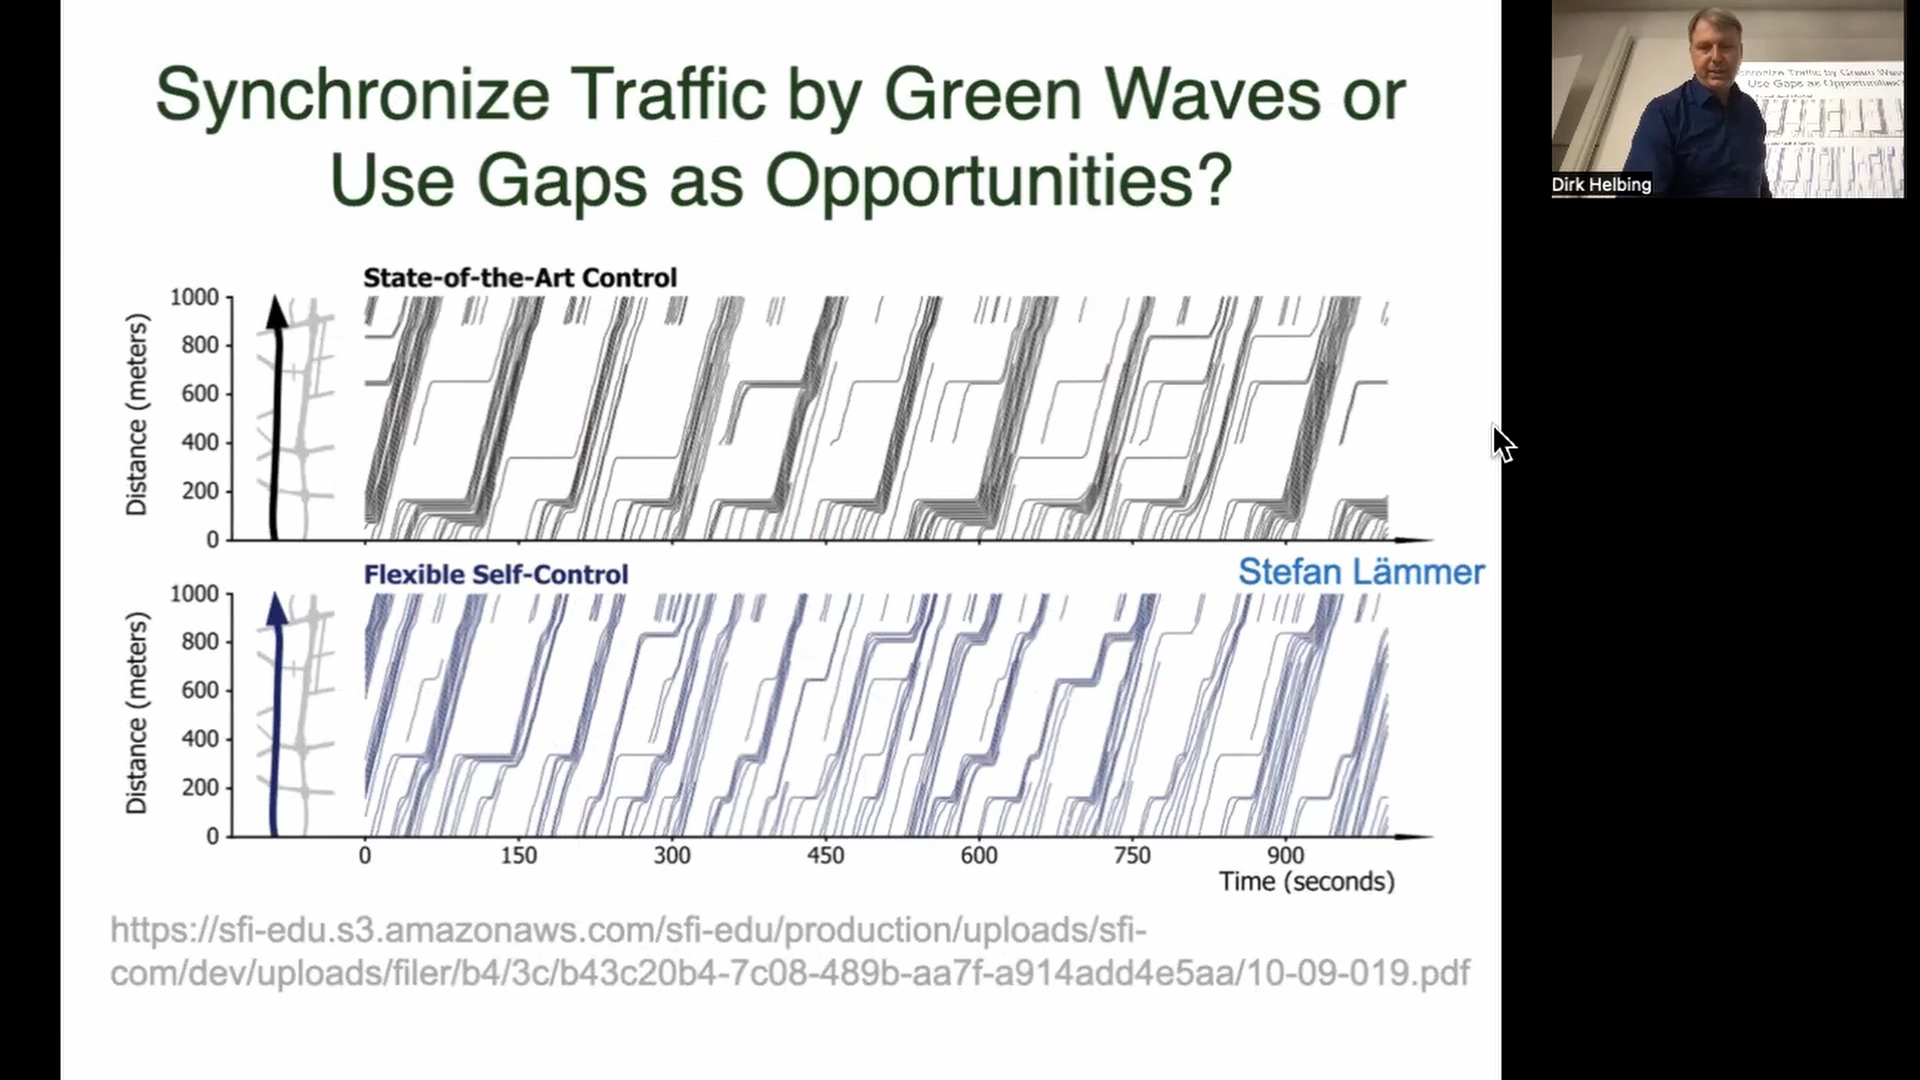 Synchronize Traffic by Green Waves or
Use Gaps as Opportunities?
State-of-the-Art Control
Distance (meters)
1000
800
600
400
200
0
Stefan Lämmer
Flexible Self-Control
Distance (meters)
1000
800
600
400
200
0
0 150 300 450 600 750 900
Time (seconds)
https://sfi-edu.s3.amazonaws.com/sfi-edu/production/uploads/sfi-
com/dev/uploads/filer/b4/3c/b43c20b4-7c08-489b-aa7f-a914add4e5aa/10-09-019.pdf
Dirk Helbing